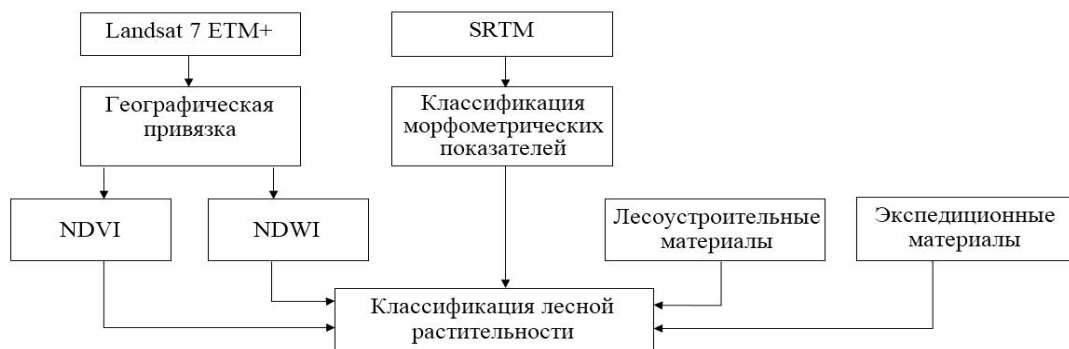 Landsat 7 ETM+
SRTM
Географическая
привязка
Классификация
морфометрических
показателей
NDVI
NDWI
Лесоустроительные
материалы
Экспедиционные
материалы
Классификация лесной
растительности